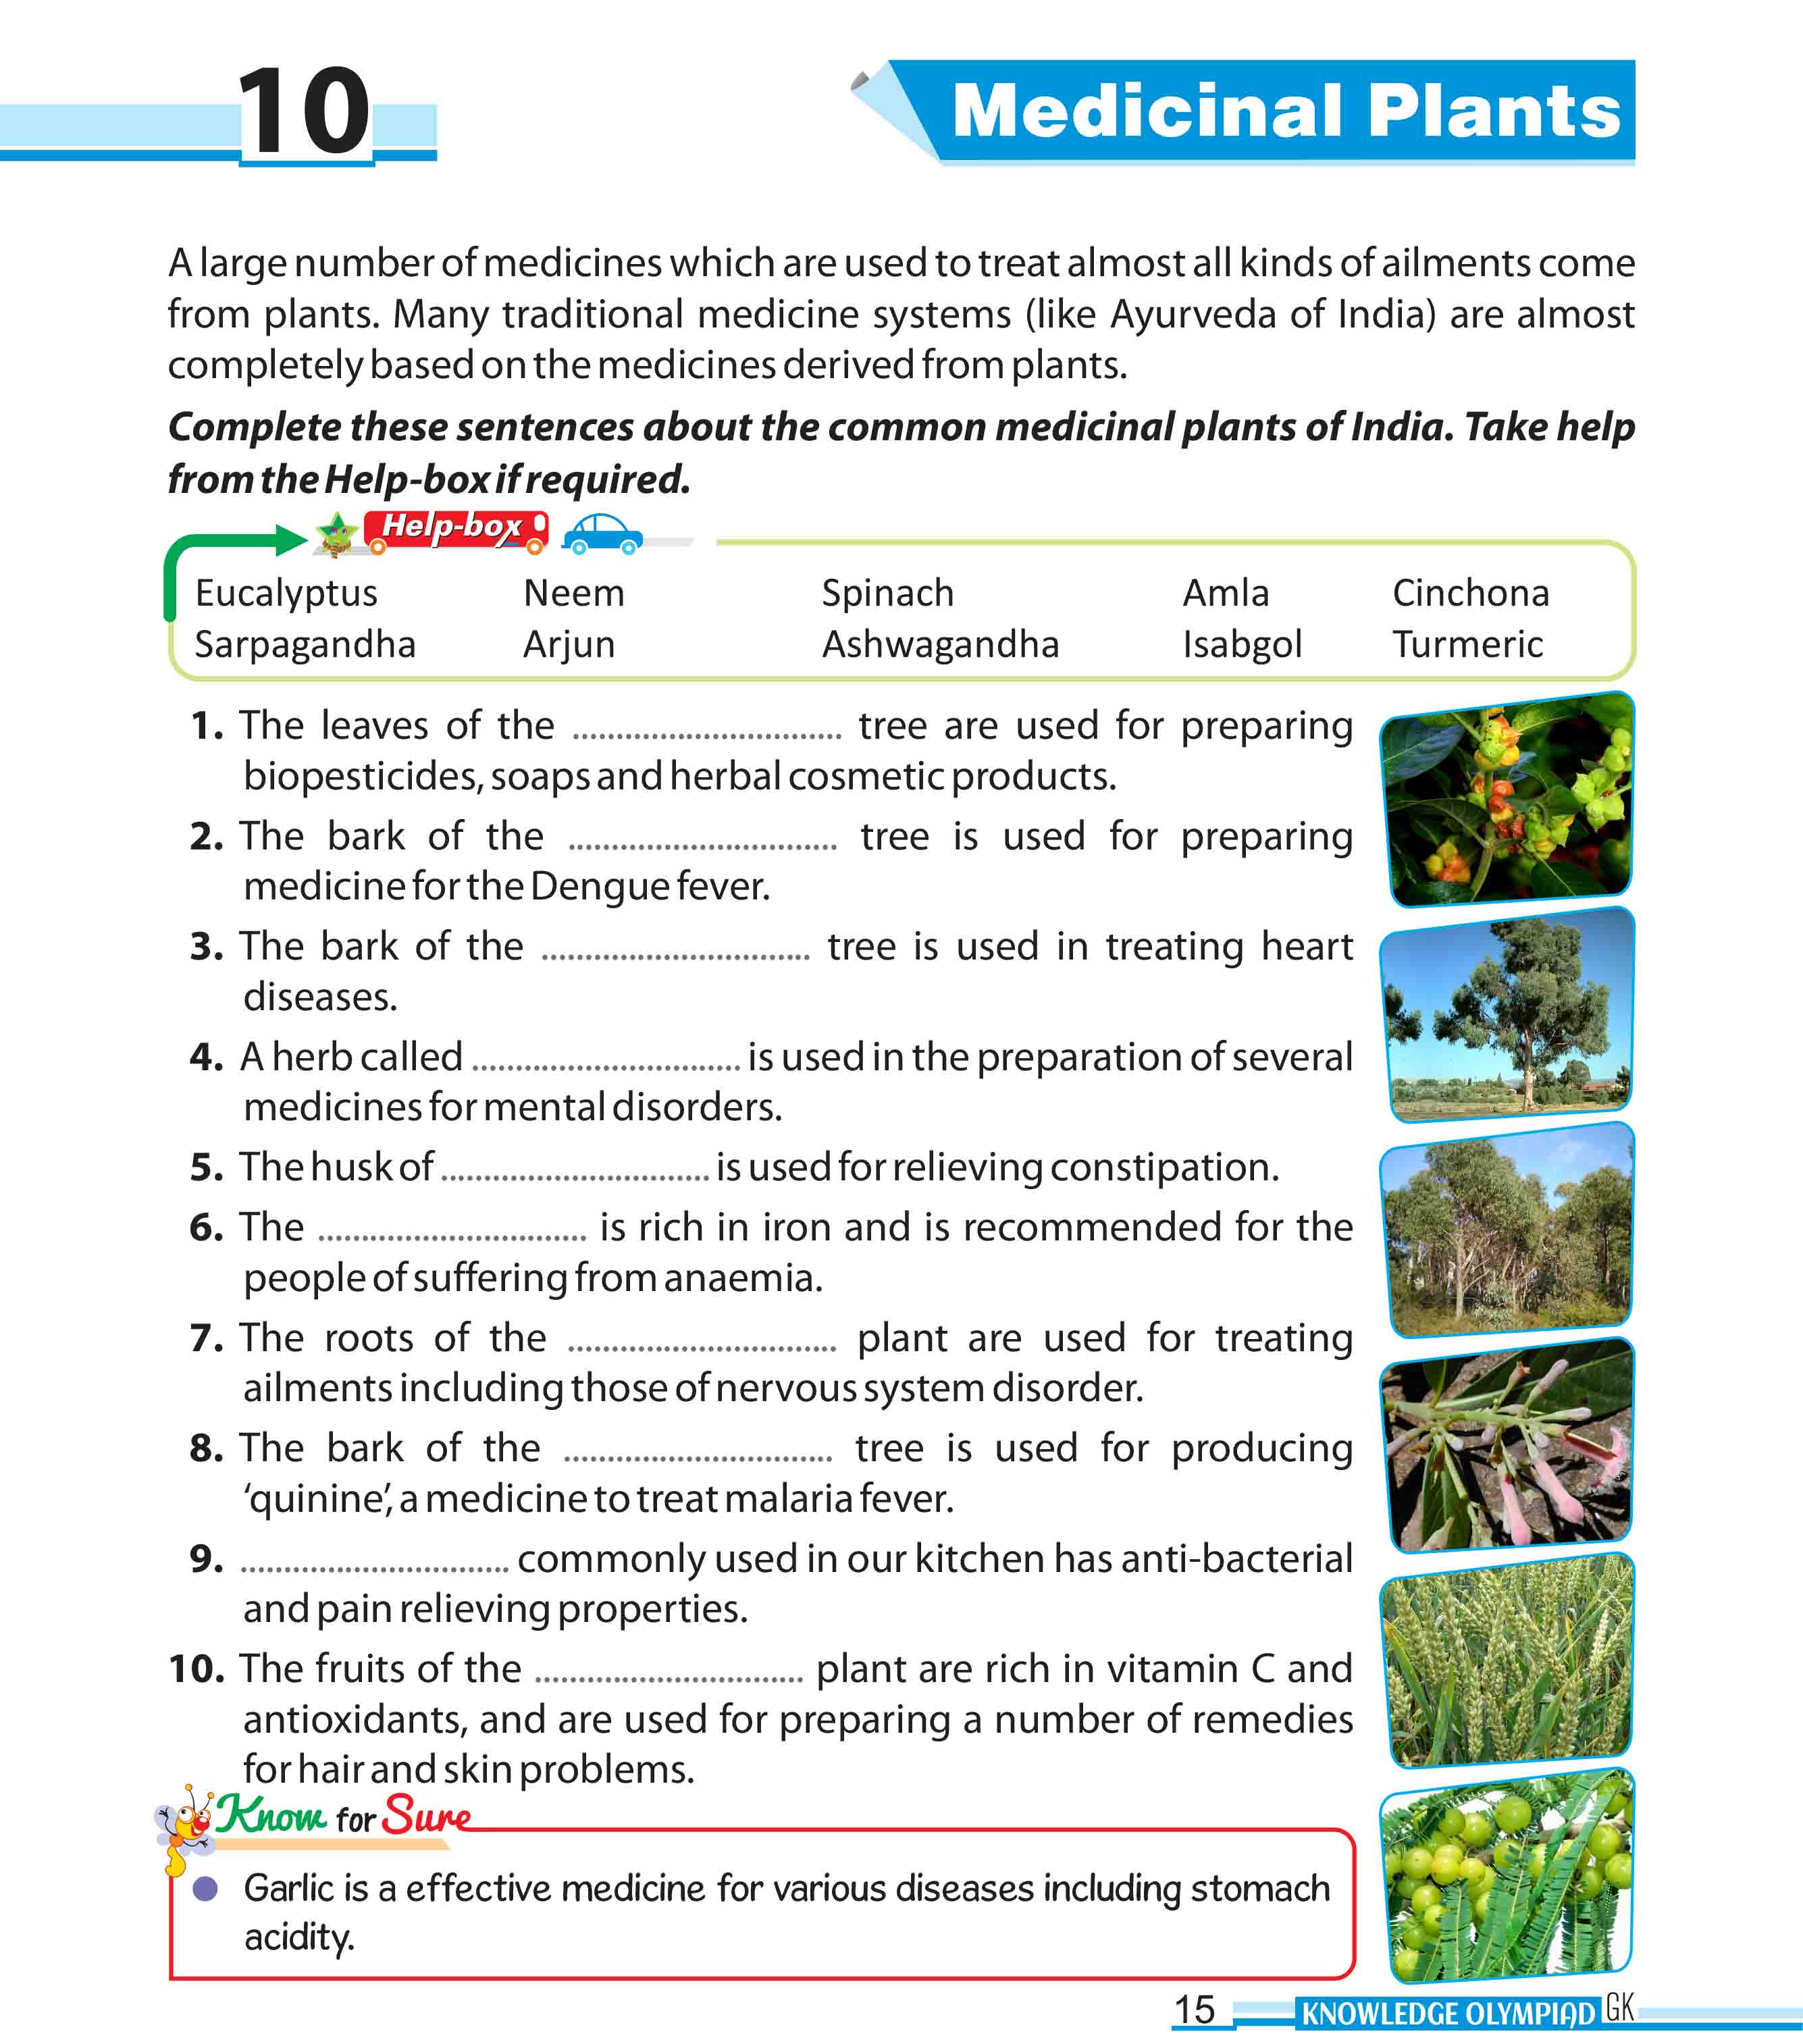 10
Medicinal Plants
A large number of medicines which are used to treat almost all kinds of ailments come
from plants. Many traditional medicine systems (like Ayurveda of India) are almost
completely based on the medicines derived from plants.
Complete these sentences about the common medicinal plants of India. Take help
from the Help-box if required.
Help-box
Eucalyptus Neem Spinach Amla Cinchona
Sarpagandha Arjun Ashwagandha Isabgol Turmeric
1. The leaves of the ............................... tree are used for preparing
biopesticides, soaps and herbal cosmetic products.
2. The bark of the ............................... tree is used for preparing
medicine for the Dengue fever.
3. The bark of the ............................... tree is used in treating heart
diseases.
4. A herb called ............................... is used in the preparation of several
medicines for mental disorders.
5. The husk of ............................... is used for relieving constipation.
6. The ............................... is rich in iron and is recommended for the
people of suffering from anaemia.
7. The roots of the ............................... plant are used for treating
ailments including those of nervous system disorder.
8. The bark of the ............................... tree is used for producing
‘quinine’, a medicine to treat malaria fever.
9. ............................... commonly used in our kitchen has anti-bacterial
and pain relieving properties.
10. The fruits of the ............................... plant are rich in vitamin C and
antioxidants, and are used for preparing a number of remedies
for hair and skin problems.
Know for Sure
● Garlic is a effective medicine for various diseases including stomach
acidity.
15 KNOWLEDGE OLYMPIAD GK